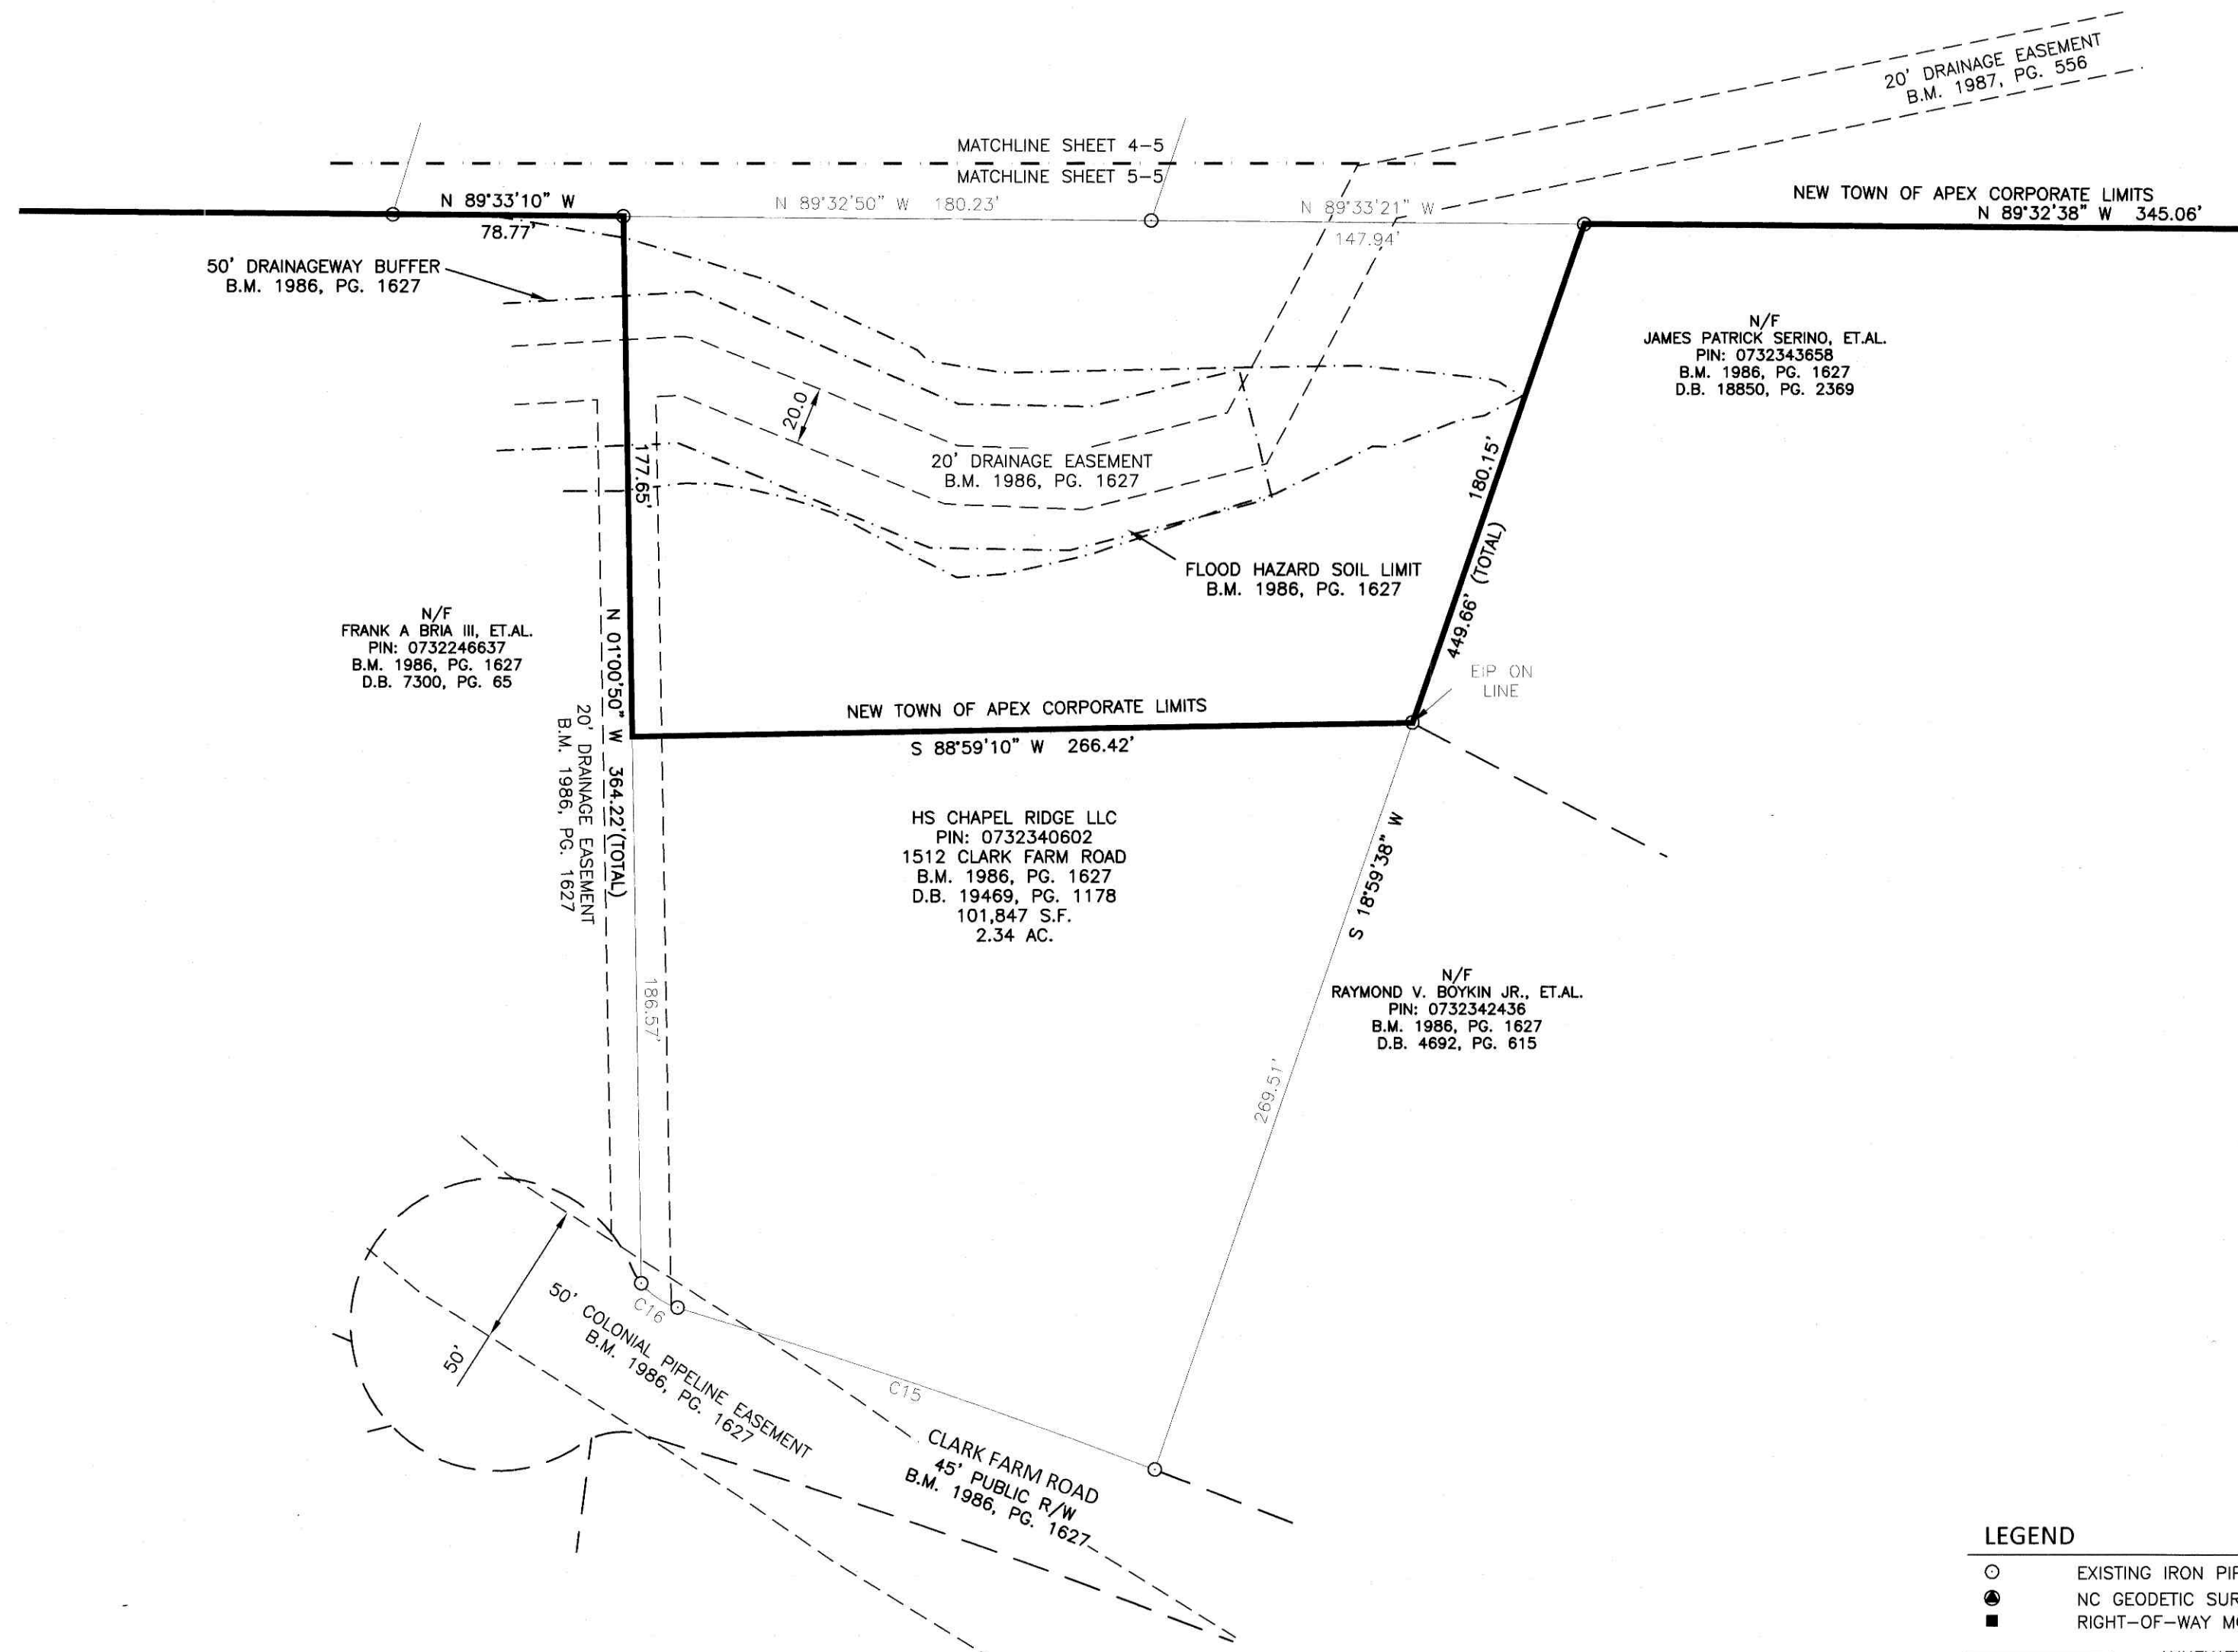 20' DRAINAGE EASEMENT
B.M. 1987, PG. 556
MATCHLINE SHEET 4-5
MATCHLINE SHEET 5-5
N 89°33'10" W
78.77'
N 89°32'50" W 180.23'
N 89°33'21" W
147.94'
NEW TOWN OF APEX CORPORATE LIMITS
N 89°32'38" W 345.06'
50' DRAINAGEWAY BUFFER
B.M. 1986, PG. 1627
N/F
JAMES PATRICK SERINO, ET.AL.
PIN: 0732343658
B.M. 1986, PG. 1627
D.B. 18850, PG. 2369
20.0
177.65'
20' DRAINAGE EASEMENT
B.M. 1986, PG. 1627
180.15'
449.66' (TOTAL)
FLOOD HAZARD SOIL LIMIT
B.M. 1986, PG. 1627
N/F
FRANK A BRIA III, ET.AL.
PIN: 0732246637
B.M. 1986, PG. 1627
D.B. 7300, PG. 65
N 01°00'50" W 364.22'(TOTAL)
20' DRAINAGE EASEMENT
B.M. 1986, PG. 1627
EIP ON
LINE
NEW TOWN OF APEX CORPORATE LIMITS
S 88°59'10" W 266.42'
HS CHAPEL RIDGE LLC
PIN: 0732340602
1512 CLARK FARM ROAD
B.M. 1986, PG. 1627
D.B. 19469, PG. 1178
101,847 S.F.
2.34 AC.
S 18°59'38" W
N/F
RAYMOND V. BOYKIN JR., ET.AL.
PIN: 0732342436
B.M. 1986, PG. 1627
D.B. 4692, PG. 615
186.57'
269.51'
C16
50' COLONIAL PIPELINE EASEMENT
B.M. 1986, PG. 1627
50'
C15
CLARK FARM ROAD
45' PUBLIC R/W
B.M. 1986, PG. 1627
LEGEND
EXISTING IRON PIP
NC GEODETIC SUR
RIGHT-OF-WAY M